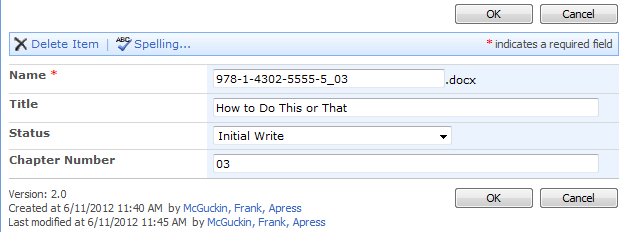 OK Cancel
Delete Item | ABC Spelling... * indicates a required field
Name * 978-1-4302-5555-5_03 .docx
Title How to Do This or That
Status Initial Write
Chapter Number 03
Version: 2.0
Created at 6/11/2012 11:40 AM by McGuckin, Frank, Apress
Last modified at 6/11/2012 11:45 AM by McGuckin, Frank, Apress
OK Cancel